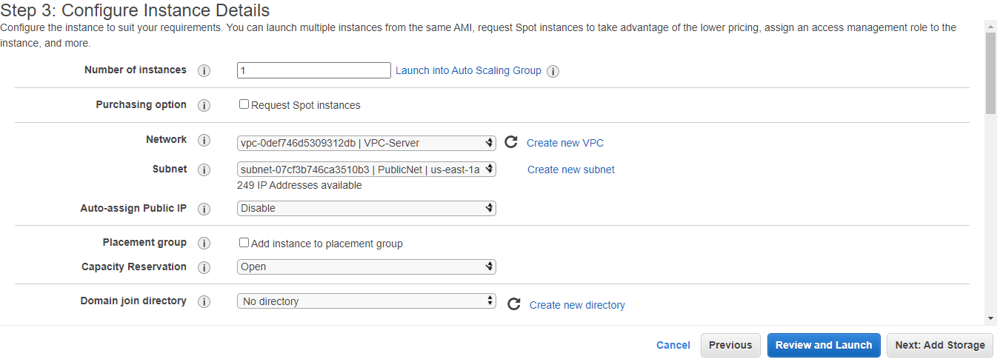 Step 3: Configure Instance Details
Configure the instance to suit your requirements. You can launch multiple instances from the same AMI, request Spot instances to take advantage of the lower pricing, assign an access management role to the
instance, and more.
Number of instances i 1 Launch into Auto Scaling Group i
Purchasing option i Request Spot instances
Network i vpc-0def746d5309312db | VPC-Server Create new VPC
Subnet i subnet-07cf3b746ca3510b3 | PublicNet | us-east-1a Create new subnet
249 IP Addresses available
Auto-assign Public IP i Disable
Placement group i Add instance to placement group
Capacity Reservation i Open
Domain join directory i No directory Create new directory
Cancel Previous Review and Launch Next: Add Storage